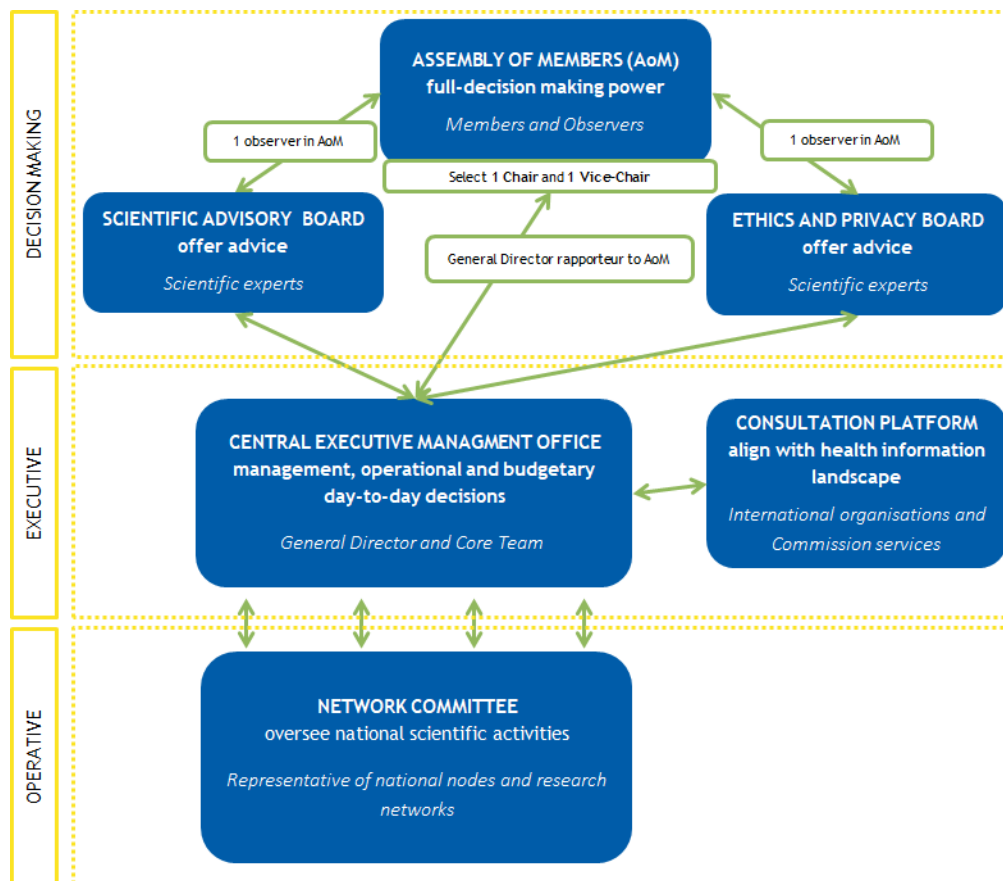 DECISION MAKING
ASSEMBLY OF MEMBERS (AoM)
full-decision making power
Members and Observers
1 observer in AoM
1 observer in AoM
Select 1 Chair and 1 Vice-Chair
SCIENTIFIC ADVISORY BOARD
offer advice
Scientific experts
General Director rapporteur to AoM
ETHICS AND PRIVACY BOARD
offer advice
Scientific experts
EXECUTIVE
CENTRAL EXECUTIVE MANAGMENT OFFICE
management, operational and budgetary
day-to-day decisions
General Director and Core Team
CONSULTATION PLATFORM
align with health information
landscape
International organisations and
Commission services
OPERATIVE
NETWORK COMMITTEE
oversee national scientific activities
Representative of national nodes and research
networks